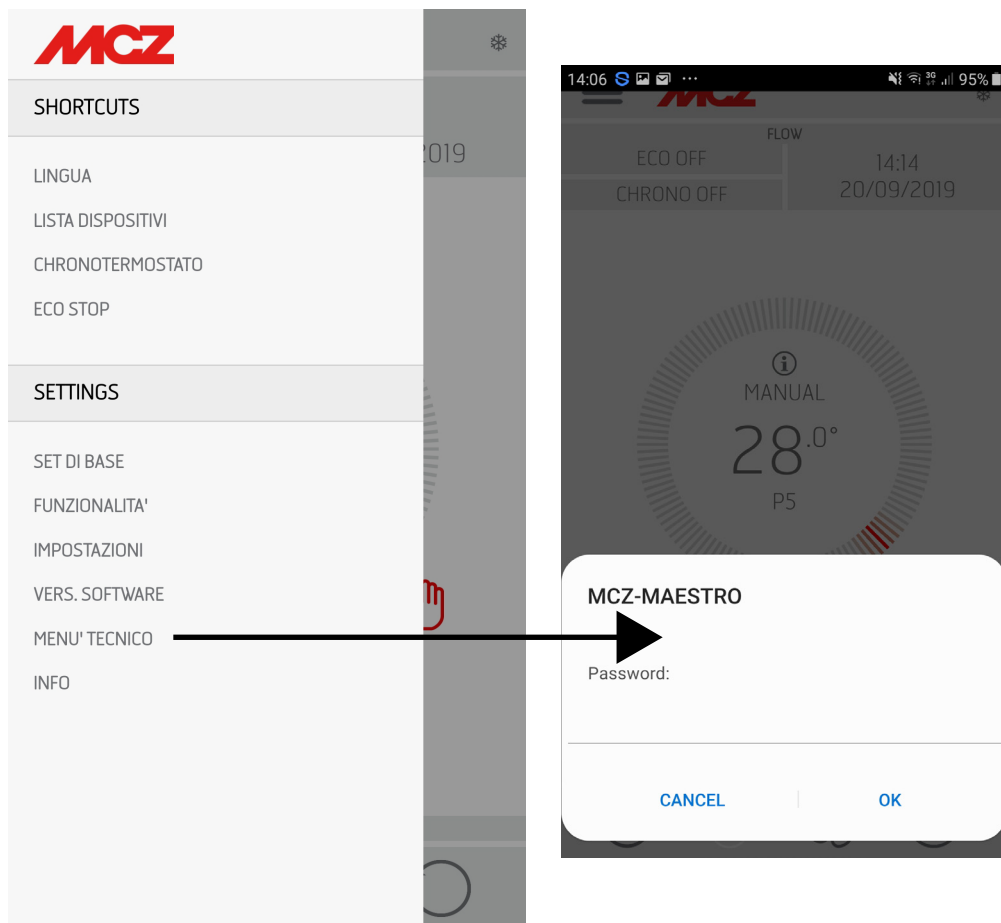 MCZ
SHORTCUTS
2019
LINGUA
LISTA DISPOSITIVI
CHRONOTERMOSTATO
ECO STOP
SETTINGS
SET DI BASE
FUNZIONALITA'
IMPOSTAZIONI
VERS. SOFTWARE
MENU' TECNICO
INFO
14:06 ... 3G 95%
MCZ
FLOW
ECO OFF
CHRONO OFF
14:14
20/09/2019
MANUAL
28.0°
P5
MCZ-MAESTRO
Password:
CANCEL OK